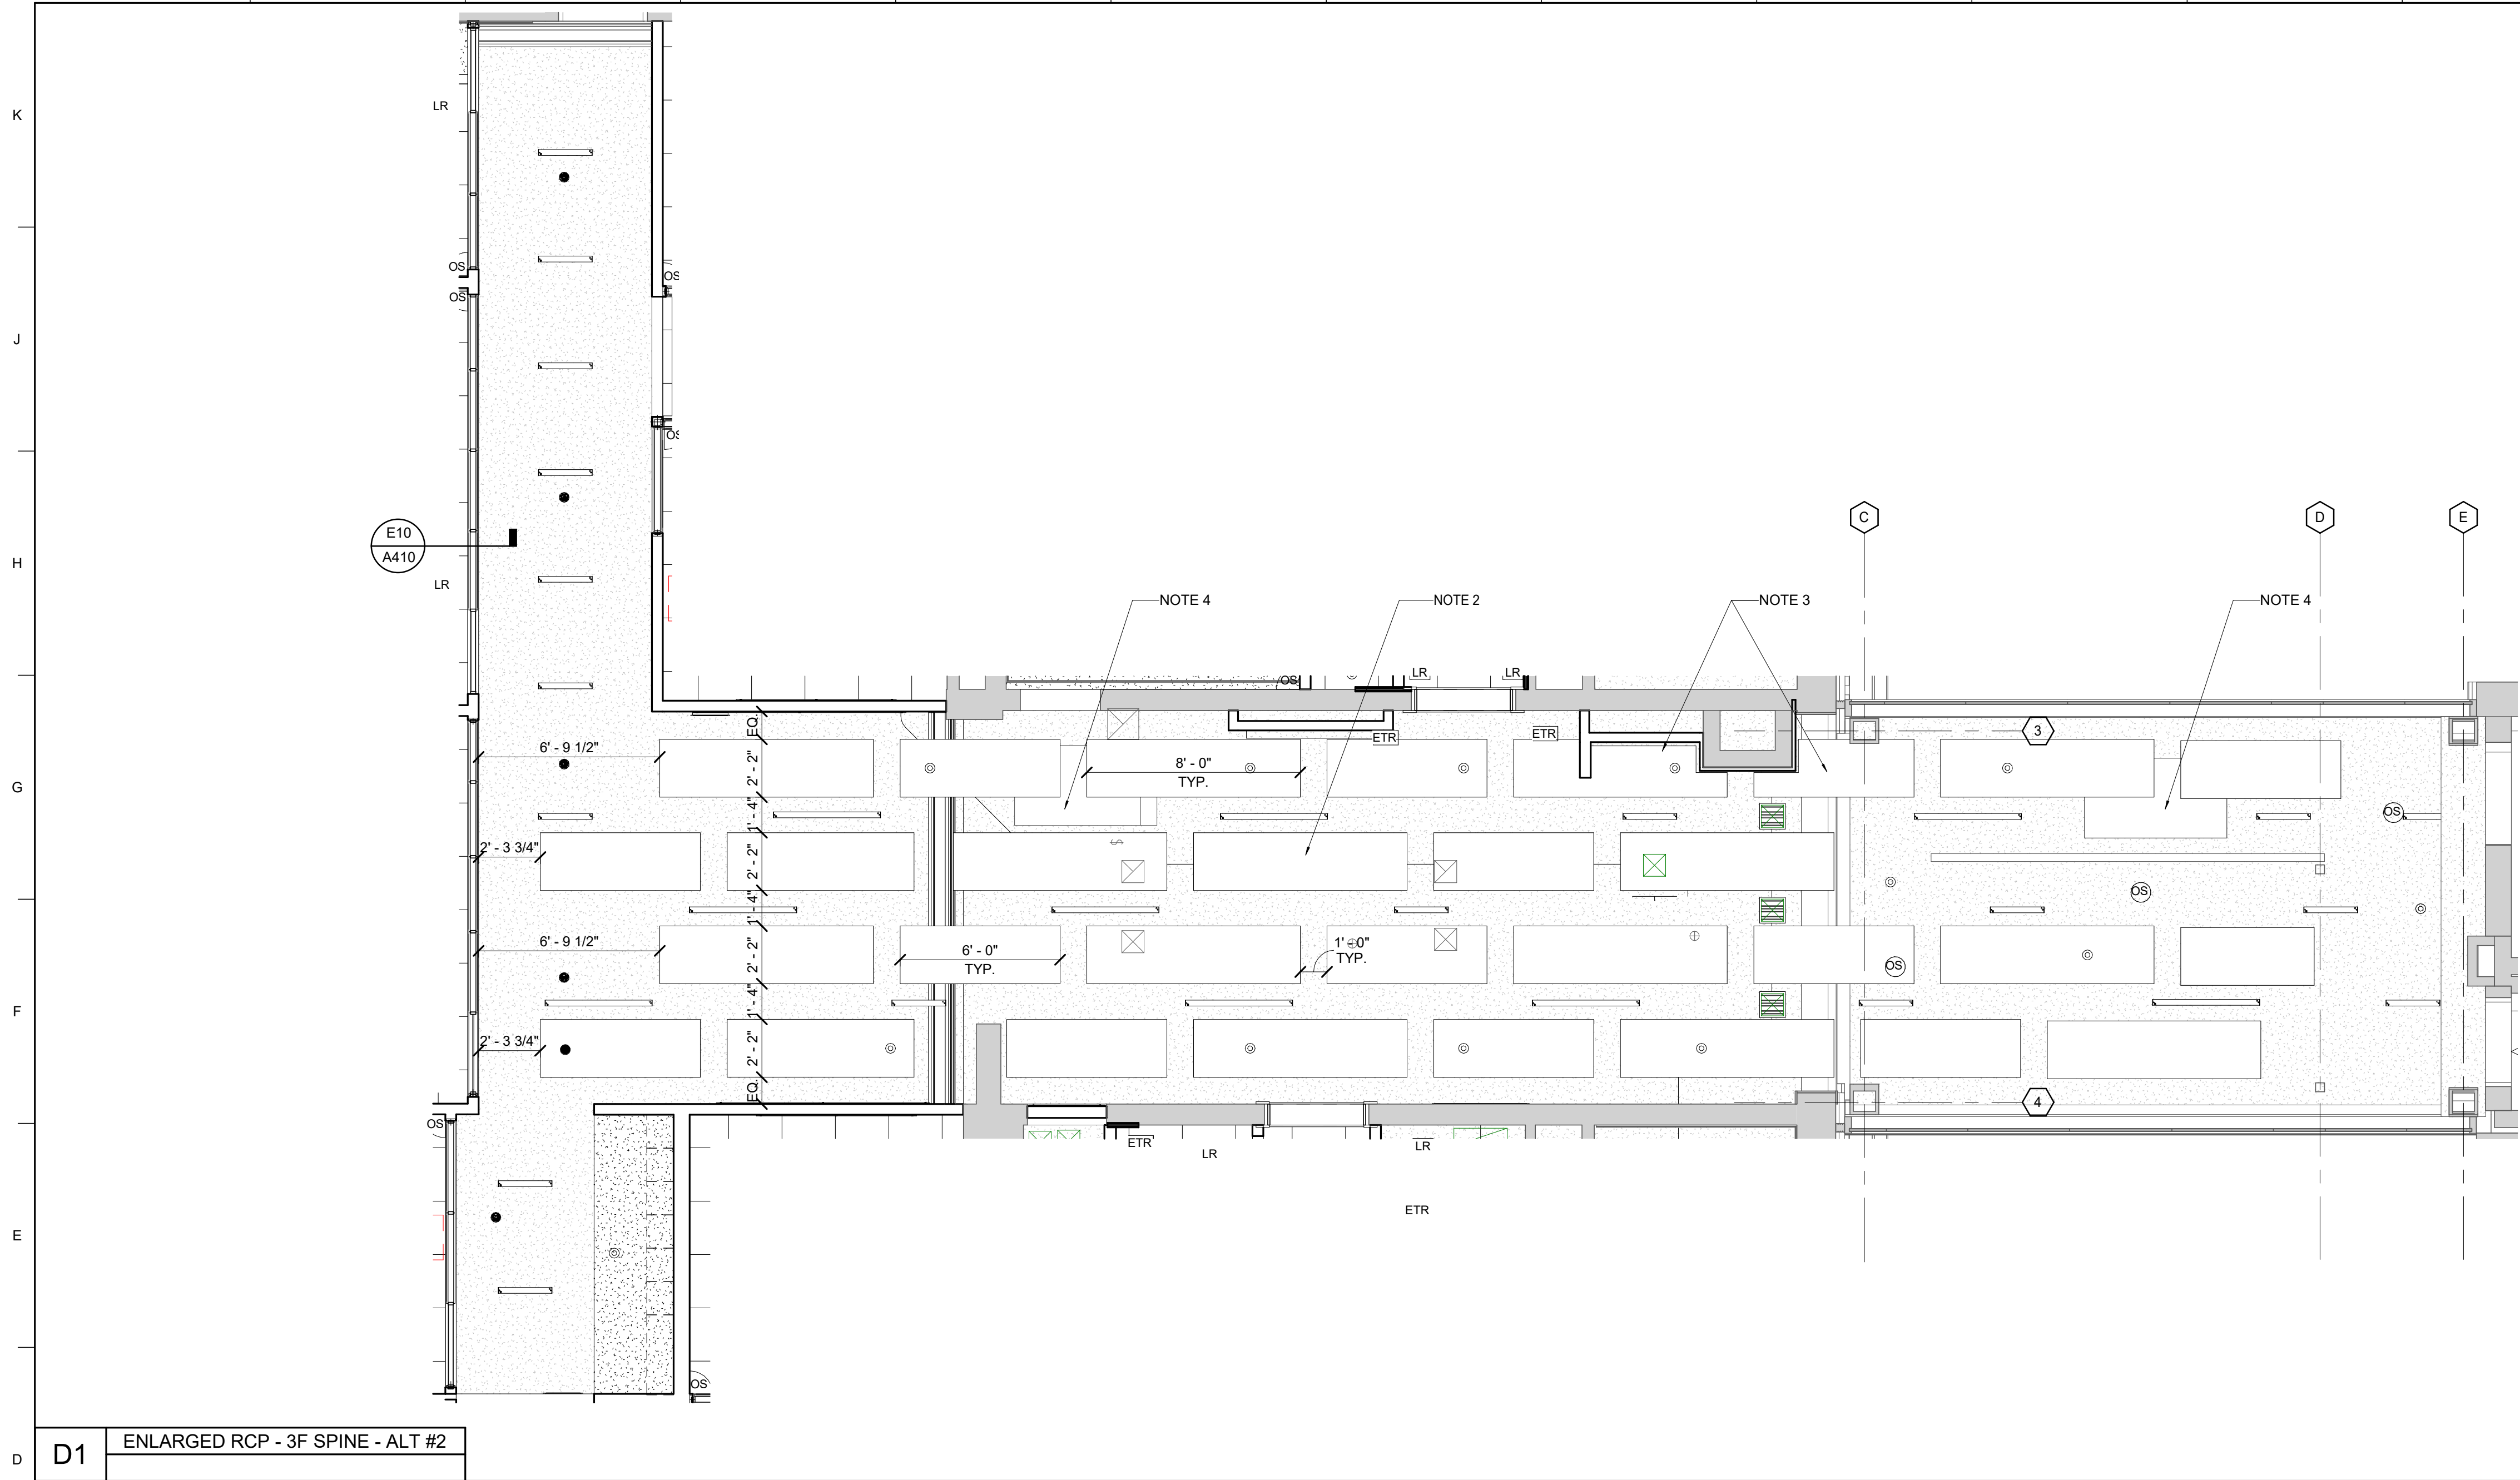 K
LR
OS
OS
OS
J
OS
E10
A410
C
D
E
H
LR
NOTE 4
NOTE 2
NOTE 3
NOTE 4
LR
LR
OS
EQ.
ETR
ETR
3
6' - 9 1/2"
2' - 2"
8' - 0"
TYP.
G
1' - 4"
OS
2' - 3 3/4"
2' - 2"
$
OS
1' - 4"
6' - 9 1/2"
2' - 2"
6' - 0"
TYP.
1' - 0"
TYP.
OS
F
1' - 4"
2' - 3 3/4"
2' - 2"
EQ.
4
OS
ETR
LR
LR
ETR
E
OS
D
D1
ENLARGED RCP - 3F SPINE - ALT #2